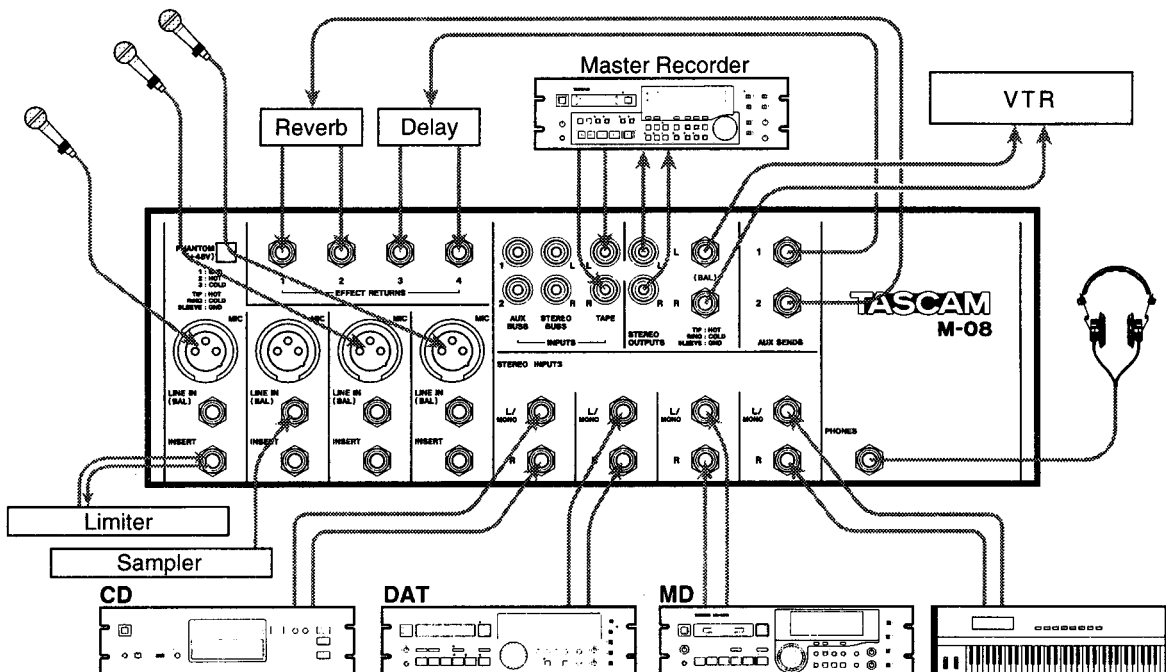 Master Recorder
VTR
Reverb
Delay
PHANTOM
(+48V)
1 : GND
2 : HOT
3 : COLD
TIP : HOT
RING : COLD
SLEEVE : GND
1
2
3
4
EFFECT RETURNS
1
2
AUX
BUSS
STEREO
BUSS
L
R
L
R
TAPE
INPUTS
L
R
STEREO
OUTPUTS
L
(BAL)
R
TIP : HOT
RING : COLD
SLEEVE : GND
1
2
AUX SENDS
TASCAM
M-08
MIC
MIC
MIC
MIC
LINE IN
(BAL)
LINE IN
(BAL)
LINE IN
(BAL)
LINE IN
(BAL)
INSERT
INSERT
INSERT
INSERT
STEREO INPUTS
L/
MONO
R
L/
MONO
R
L/
MONO
R
L/
MONO
R
PHONES
Limiter
Sampler
CD
DAT
MD